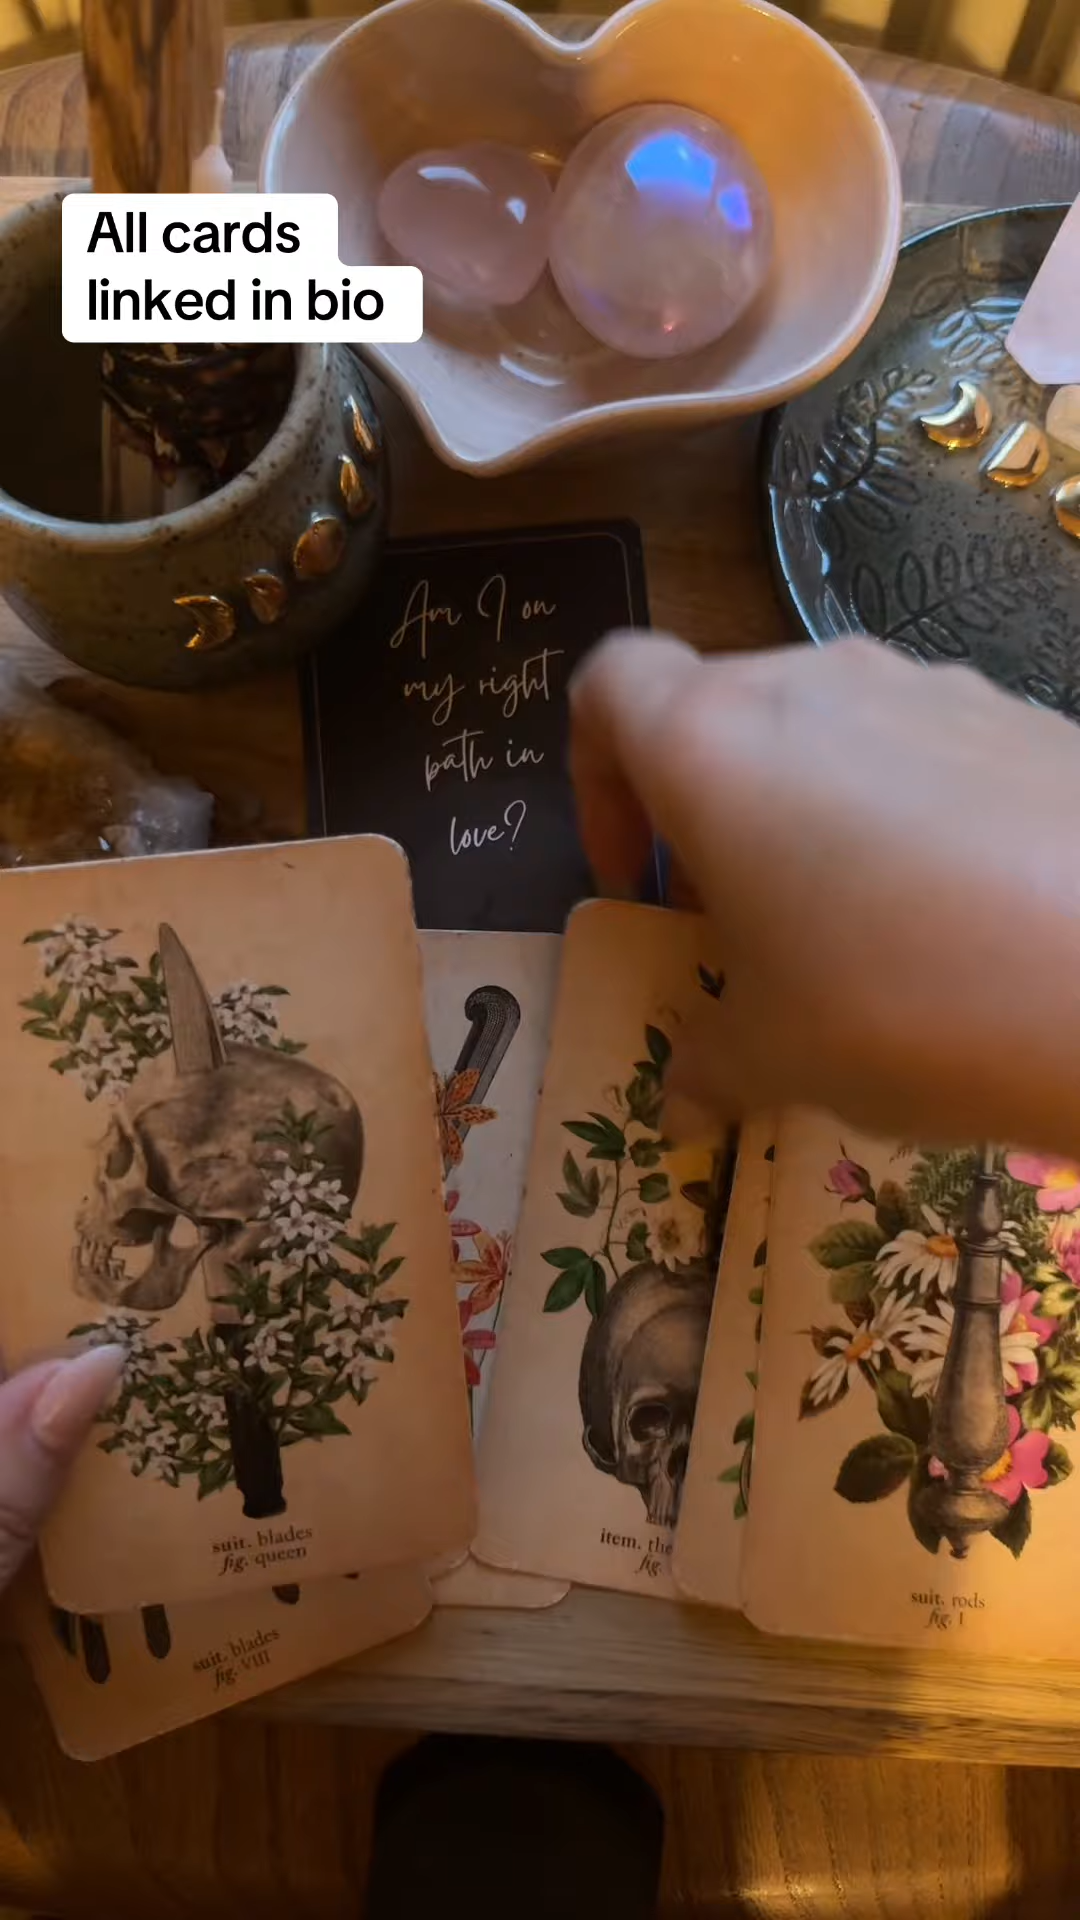 All cards
linked in bio
Am I on
my right
path in
love?
suit. blades
fig. queen
suit. blades
fig. VIII
item. the
fig.
suit. rods
fig. I